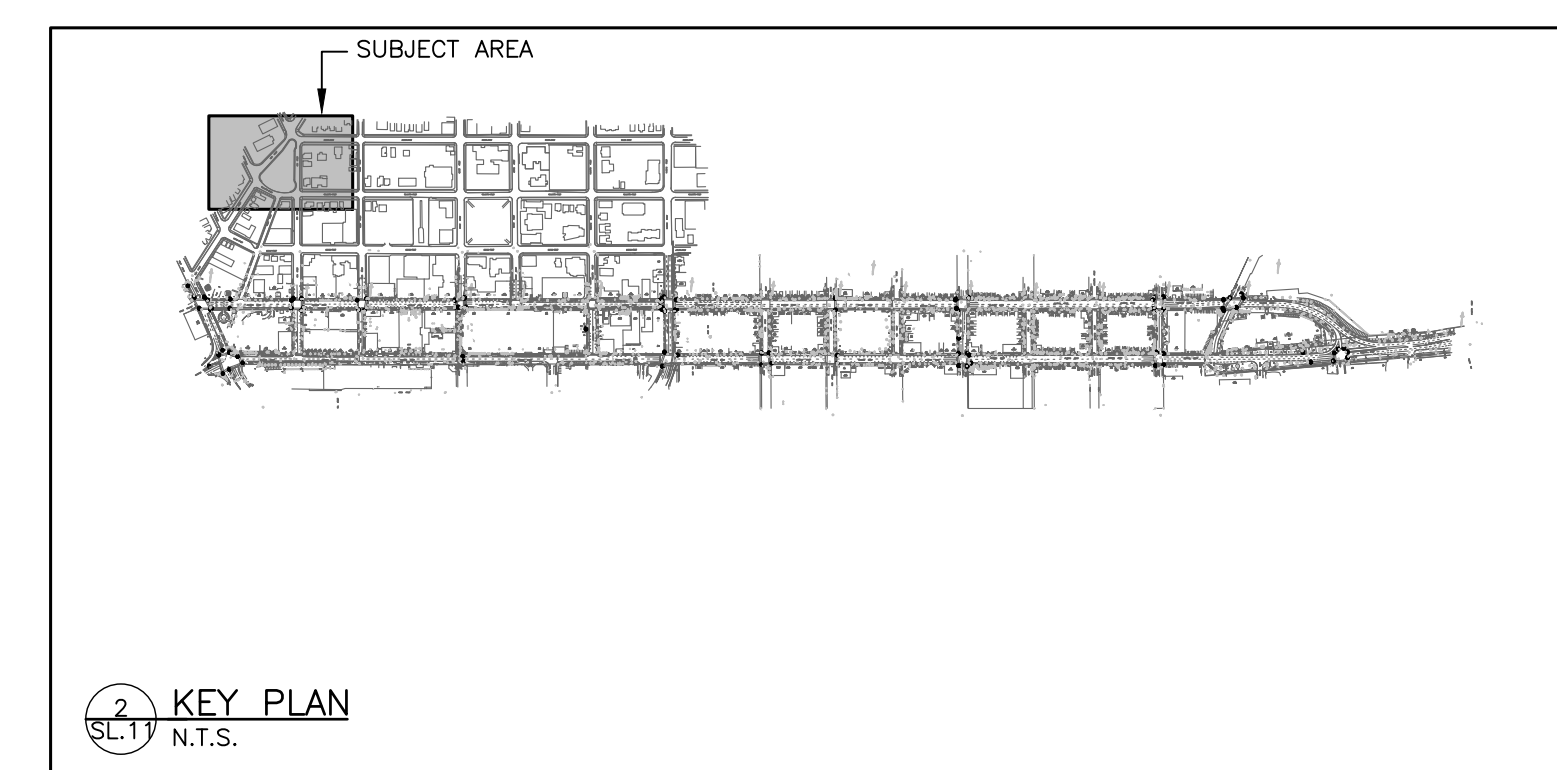 SUBJECT AREA
2
SL.11
KEY PLAN
N.T.S.